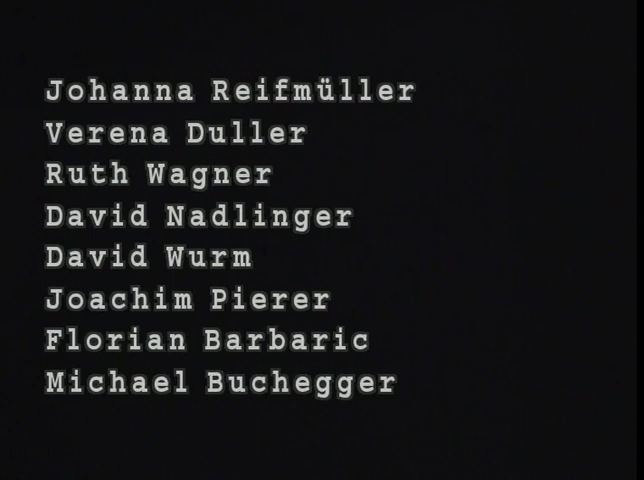 Johanna Reifmüller
Verena Duller
Ruth Wagner
David Nadlinger
David Wurm
Joachim Pierer
Florian Barbaric
Michael Buchegger